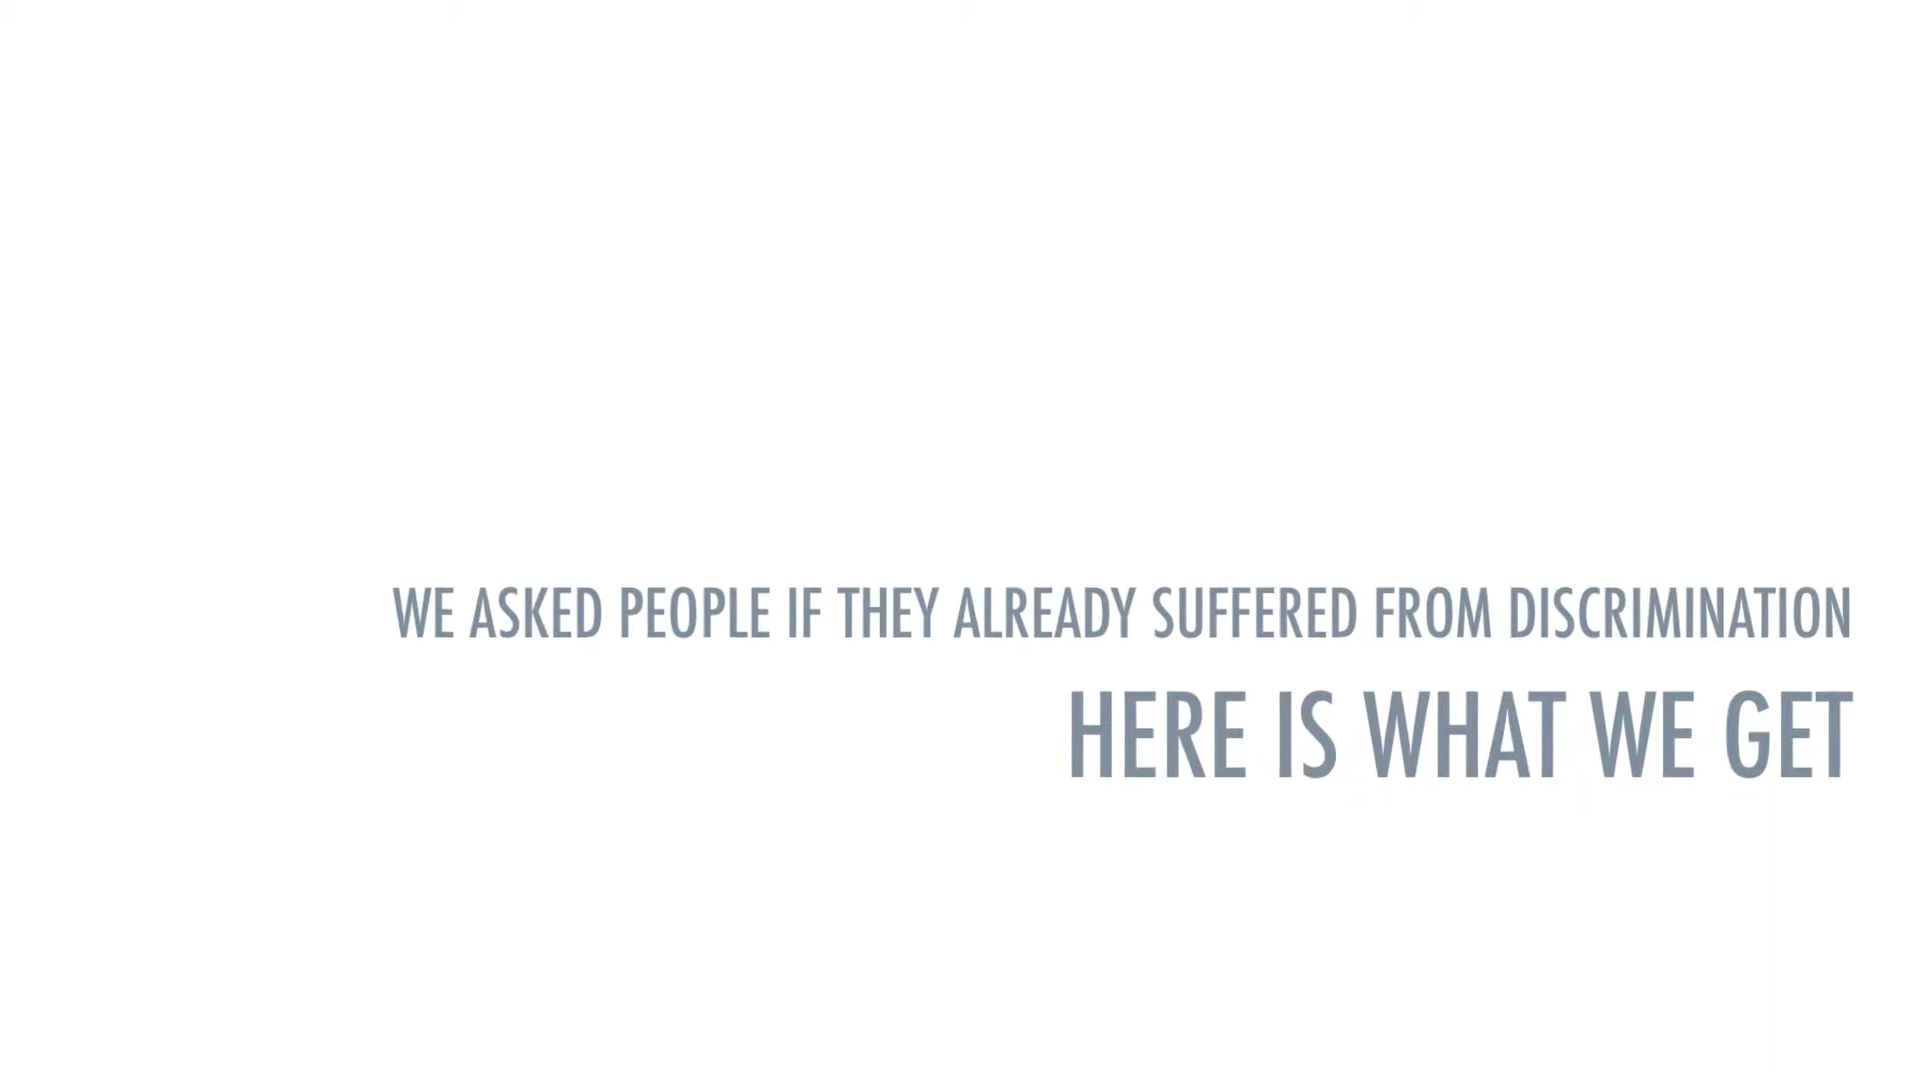 WE ASKED PEOPLE IF THEY ALREADY SUFFERED FROM DISCRIMINATION
HERE IS WHAT WE GET